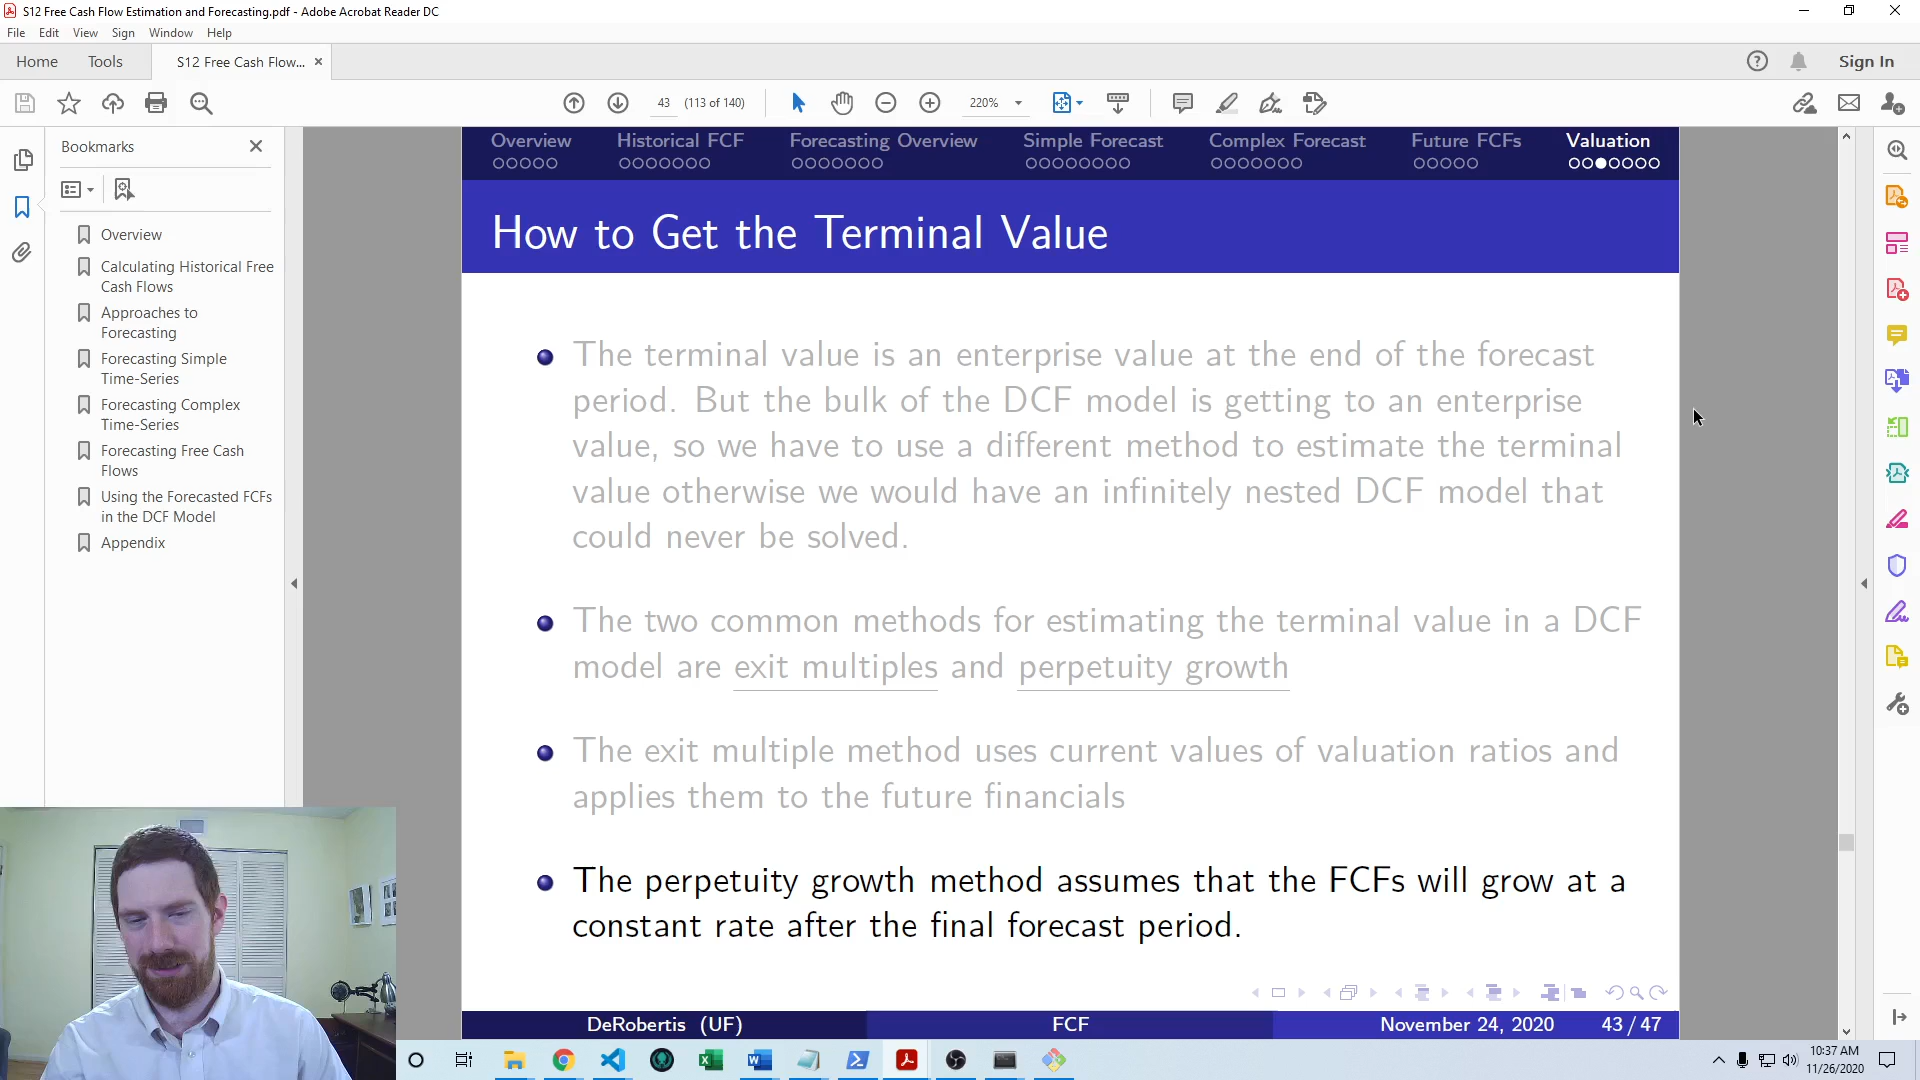 S12 Free Cash Flow Estimation and Forecasting.pdf - Adobe Acrobat Reader DC
File Edit View Sign Window Help
Home Tools S12 Free Cash Flow... × Sign In
43 (113 of 140) 220%
Bookmarks
Overview
Calculating Historical Free
Cash Flows
Approaches to
Forecasting
Forecasting Simple
Time-Series
Forecasting Complex
Time-Series
Forecasting Free Cash
Flows
Using the Forecasted FCFs
in the DCF Model
Appendix
Overview Historical FCF Forecasting Overview Simple Forecast Complex Forecast Future FCFs Valuation
How to Get the Terminal Value
The terminal value is an enterprise value at the end of the forecast
period. But the bulk of the DCF model is getting to an enterprise
value, so we have to use a different method to estimate the terminal
value otherwise we would have an infinitely nested DCF model that
could never be solved.
The two common methods for estimating the terminal value in a DCF
model are exit multiples and perpetuity growth
The exit multiple method uses current values of valuation ratios and
applies them to the future financials
The perpetuity growth method assumes that the FCFs will grow at a
constant rate after the final forecast period.
DeRobertis (UF) FCF November 24, 2020 43 / 47
10:37 AM
11/26/2020